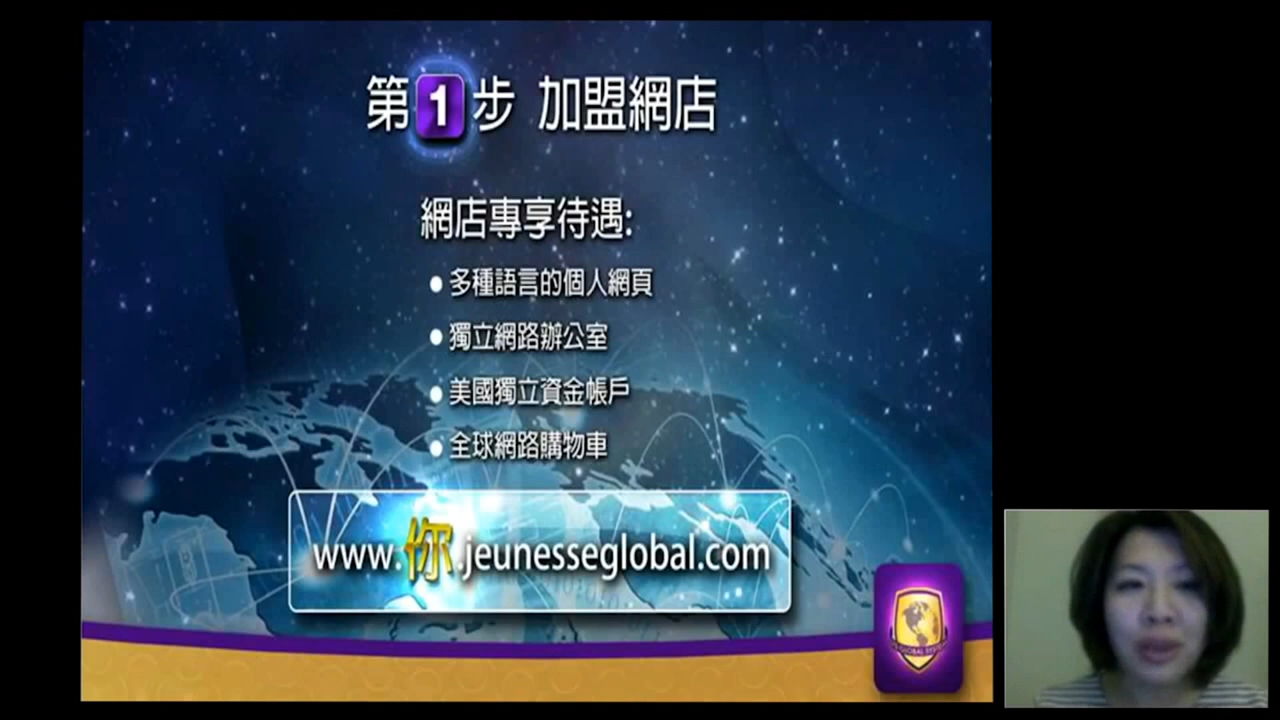 第1步 加盟網店
網店專享待遇:
多種語言的個人網頁
獨立網路辦公室
美國獨立資金帳戶
全球網路購物車
www.你.jeunesseglobal.com
GLOBAL